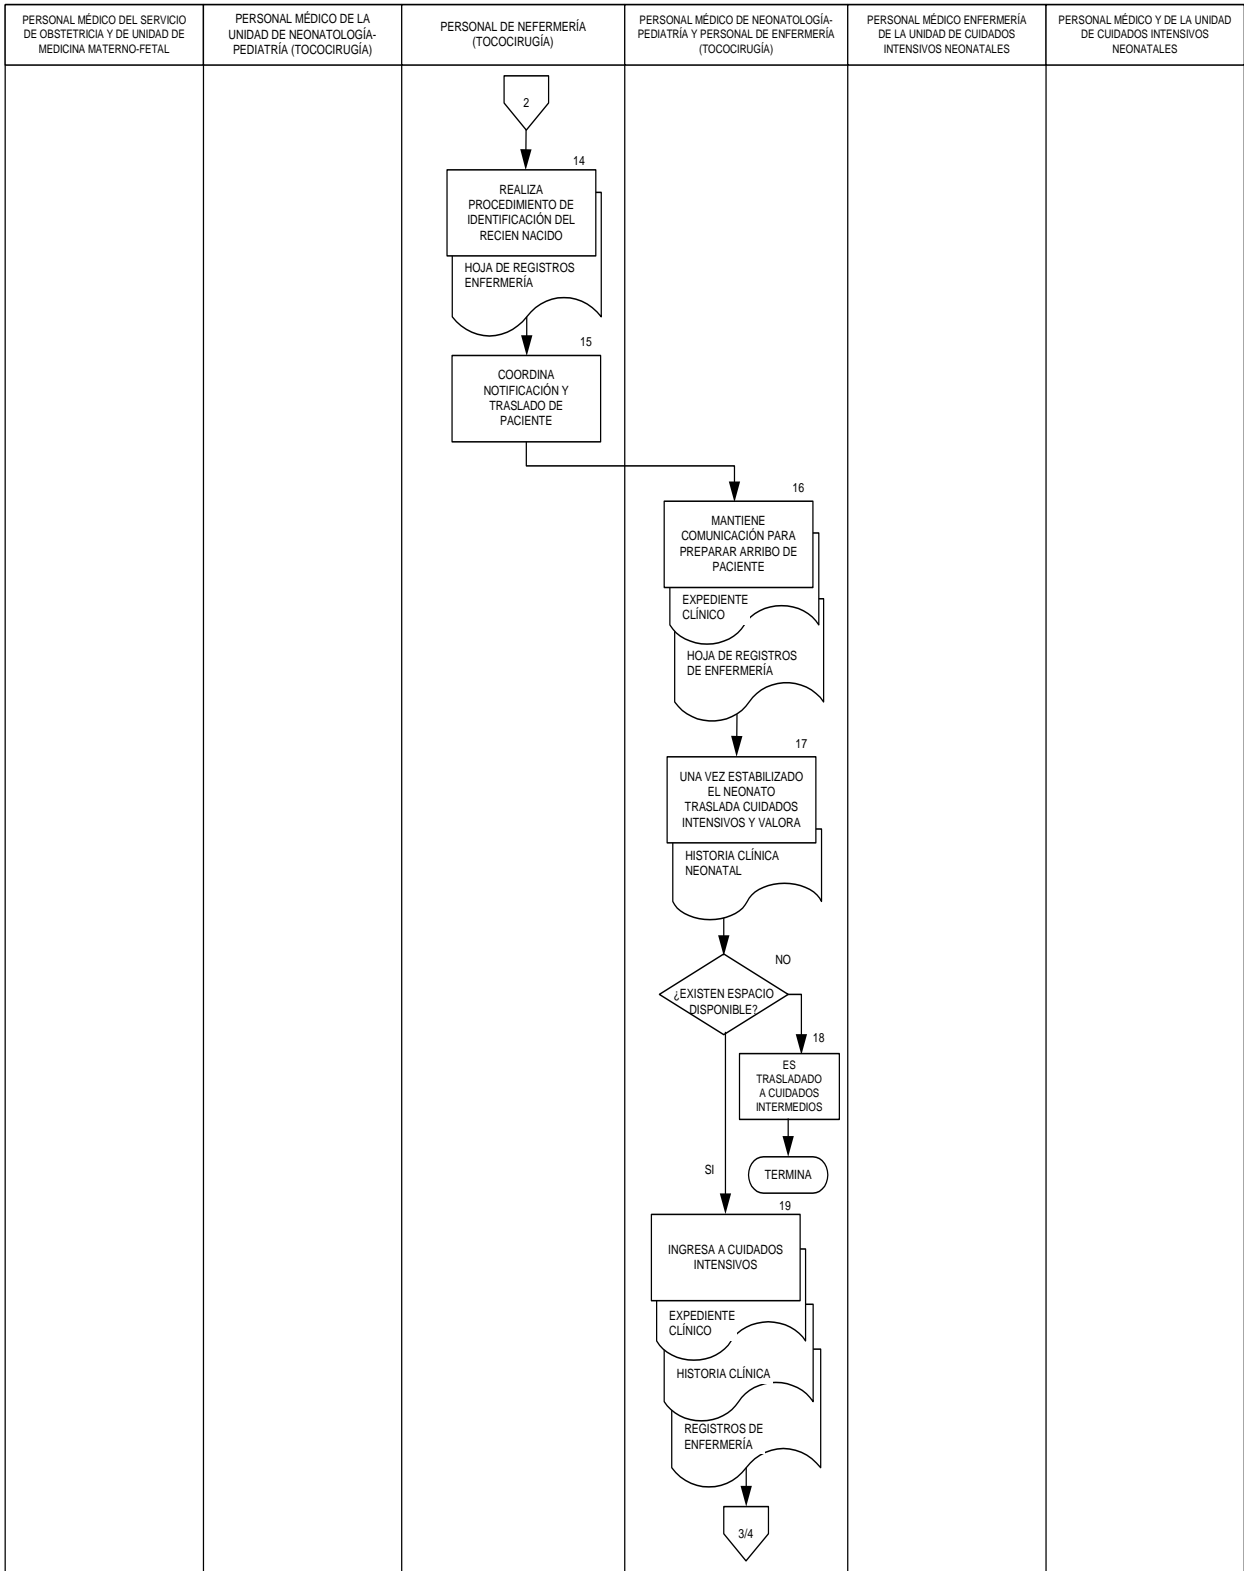 PERSONAL MÉDICO DEL SERVICIO
DE OBSTETRICIA Y DE UNIDAD DE
MEDICINA MATERNO-FETAL
PERSONAL MÉDICO DE LA
UNIDAD DE NEONATOLOGÍA-
PEDIATRÍA (TOCOCIRUGÍA)
PERSONAL DE NEFERMERÍA
(TOCOCIRUGÍA)
PERSONAL MÉDICO DE NEONATOLOGÍA-
PEDIATRÍA Y PERSONAL DE ENFERMERÍA
(TOCOCIRUGÍA)
PERSONAL MÉDICO ENFERMERÍA
DE LA UNIDAD DE CUIDADOS
INTENSIVOS NEONATALES
PERSONAL MÉDICO Y DE LA UNIDAD
DE CUIDADOS INTENSIVOS
NEONATALES
2
14
REALIZA
PROCEDIMIENTO DE
IDENTIFICACIÓN DEL
RECIEN NACIDO
HOJA DE REGISTROS
ENFERMERÍA
15
COORDINA
NOTIFICACIÓN Y
TRASLADO DE
PACIENTE
16
MANTIENE
COMUNICACIÓN PARA
PREPARAR ARRIBO DE
PACIENTE
EXPEDIENTE
CLÍNICO
HOJA DE REGISTROS
DE ENFERMERÍA
17
UNA VEZ ESTABILIZADO
EL NEONATO
TRASLADA CUIDADOS
INTENSIVOS Y VALORA
HISTORIA CLÍNICA
NEONATAL
NO
¿EXISTEN ESPACIO
DISPONIBLE?
18
ES
TRASLADADO
A CUIDADOS
INTERMEDIOS
SI
TERMINA
19
INGRESA A CUIDADOS
INTENSIVOS
EXPEDIENTE
CLÍNICO
HISTORIA CLÍNICA
REGISTROS DE
ENFERMERÍA
3/4